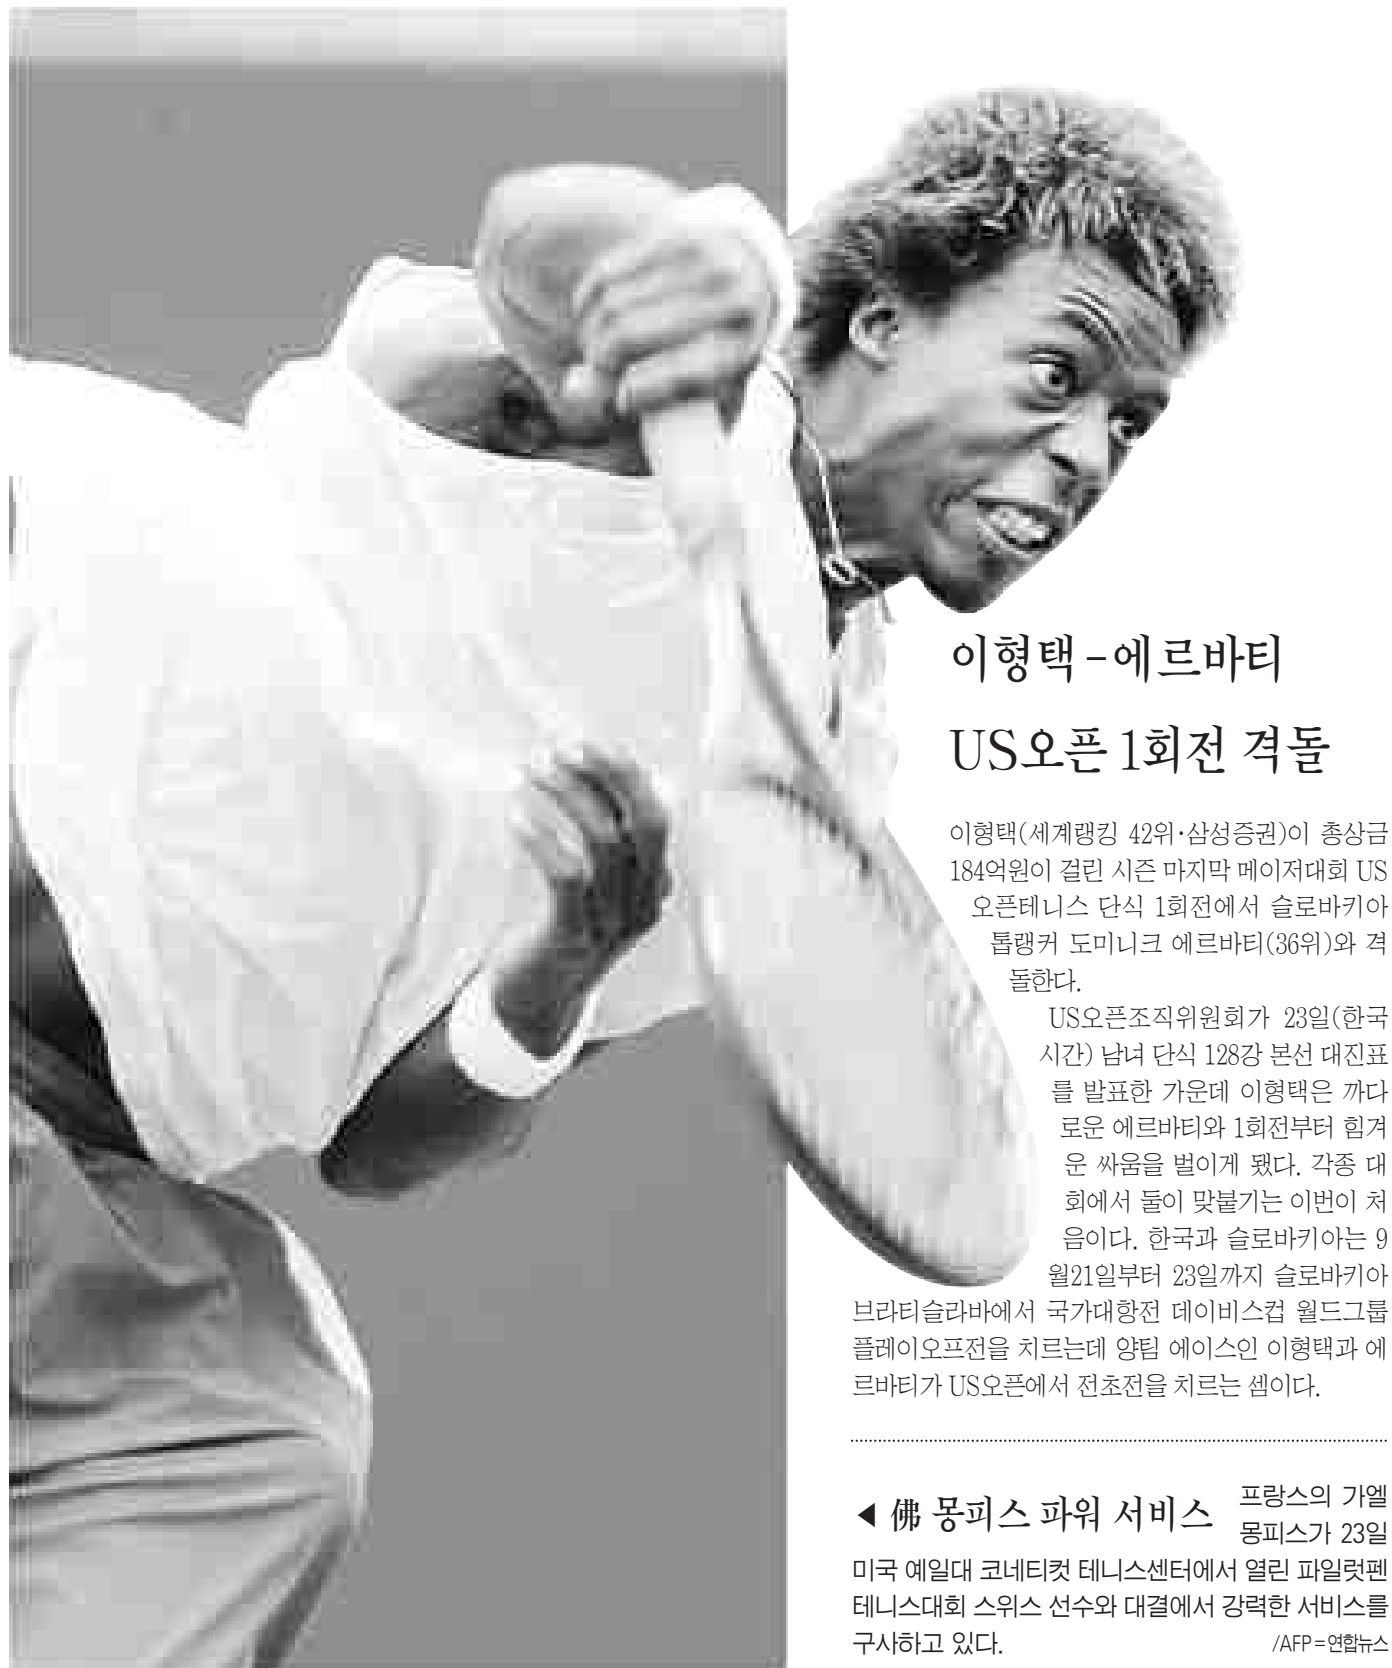 이형택-에르바티
US오픈 1회전 격돌
이형택(세계랭킹 42위·삼성증권)이 총상금
184억원이 걸린 시즌 마지막 메이저대회 US
오픈테니스 단식 1회전에서 슬로바키아
톱랭커 도미니크 에르바티(36위)와 격
돌한다.
US오픈조직위원회가 23일(한국
시간) 남녀 단식 128강 본선 대진표
를 발표한 가운데 이형택은 까다
로운 에르바티와 1회전부터 힘겨
운 싸움을 벌이게 됐다. 각종 대
회에서 둘이 맞붙기는 이번이 처
음이다. 한국과 슬로바키아는 9
월21일부터 23일까지 슬로바키아
브라티슬라바에서 국가대항전 데이비스컵 월드그룹
플레이오프전을 치르는데 양팀 에이스인 이형택과 에
르바티가 US오픈에서 전초전을 치르는 셈이다.
◀ 佛 몽피스 파워 서비스
프랑스의 가엘
몽피스가 23일
미국 예일대 코네티컷 테니스센터에서 열린 파일럿펜
테니스대회 스위스 선수와 대결에서 강력한 서비스를
구사하고 있다. /AFP=연합뉴스